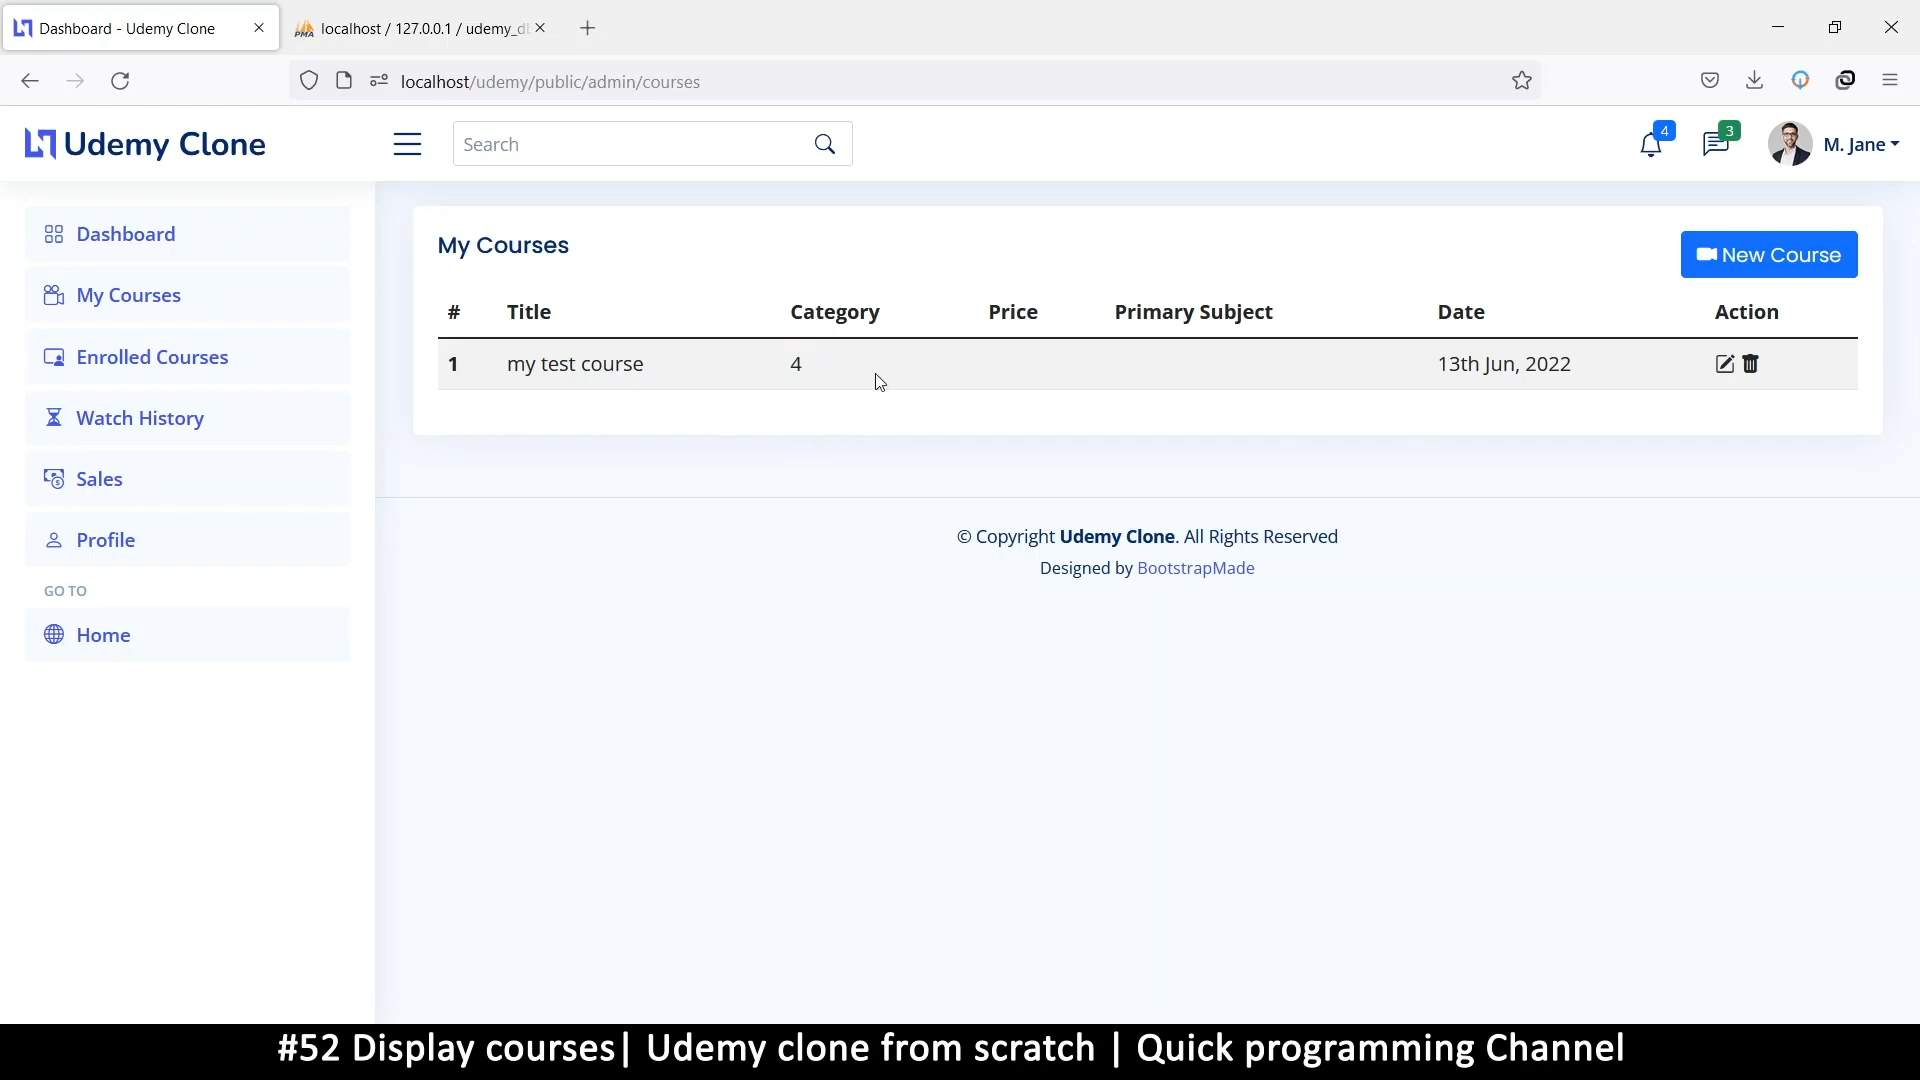 Dashboard - Udemy Clone
localhost / 127.0.0.1 / udemy_d
localhost/udemy/public/admin/courses
Udemy Clone
Search
4
3
M. Jane
Dashboard
My Courses
Enrolled Courses
Watch History
Sales
Profile
GO TO
Home
My Courses
New Course
# Title Category Price Primary Subject Date Action
1 my test course 4 13th Jun, 2022
© Copyright Udemy Clone. All Rights Reserved
Designed by BootstrapMade
#52 Display courses| Udemy clone from scratch | Quick programming Channel